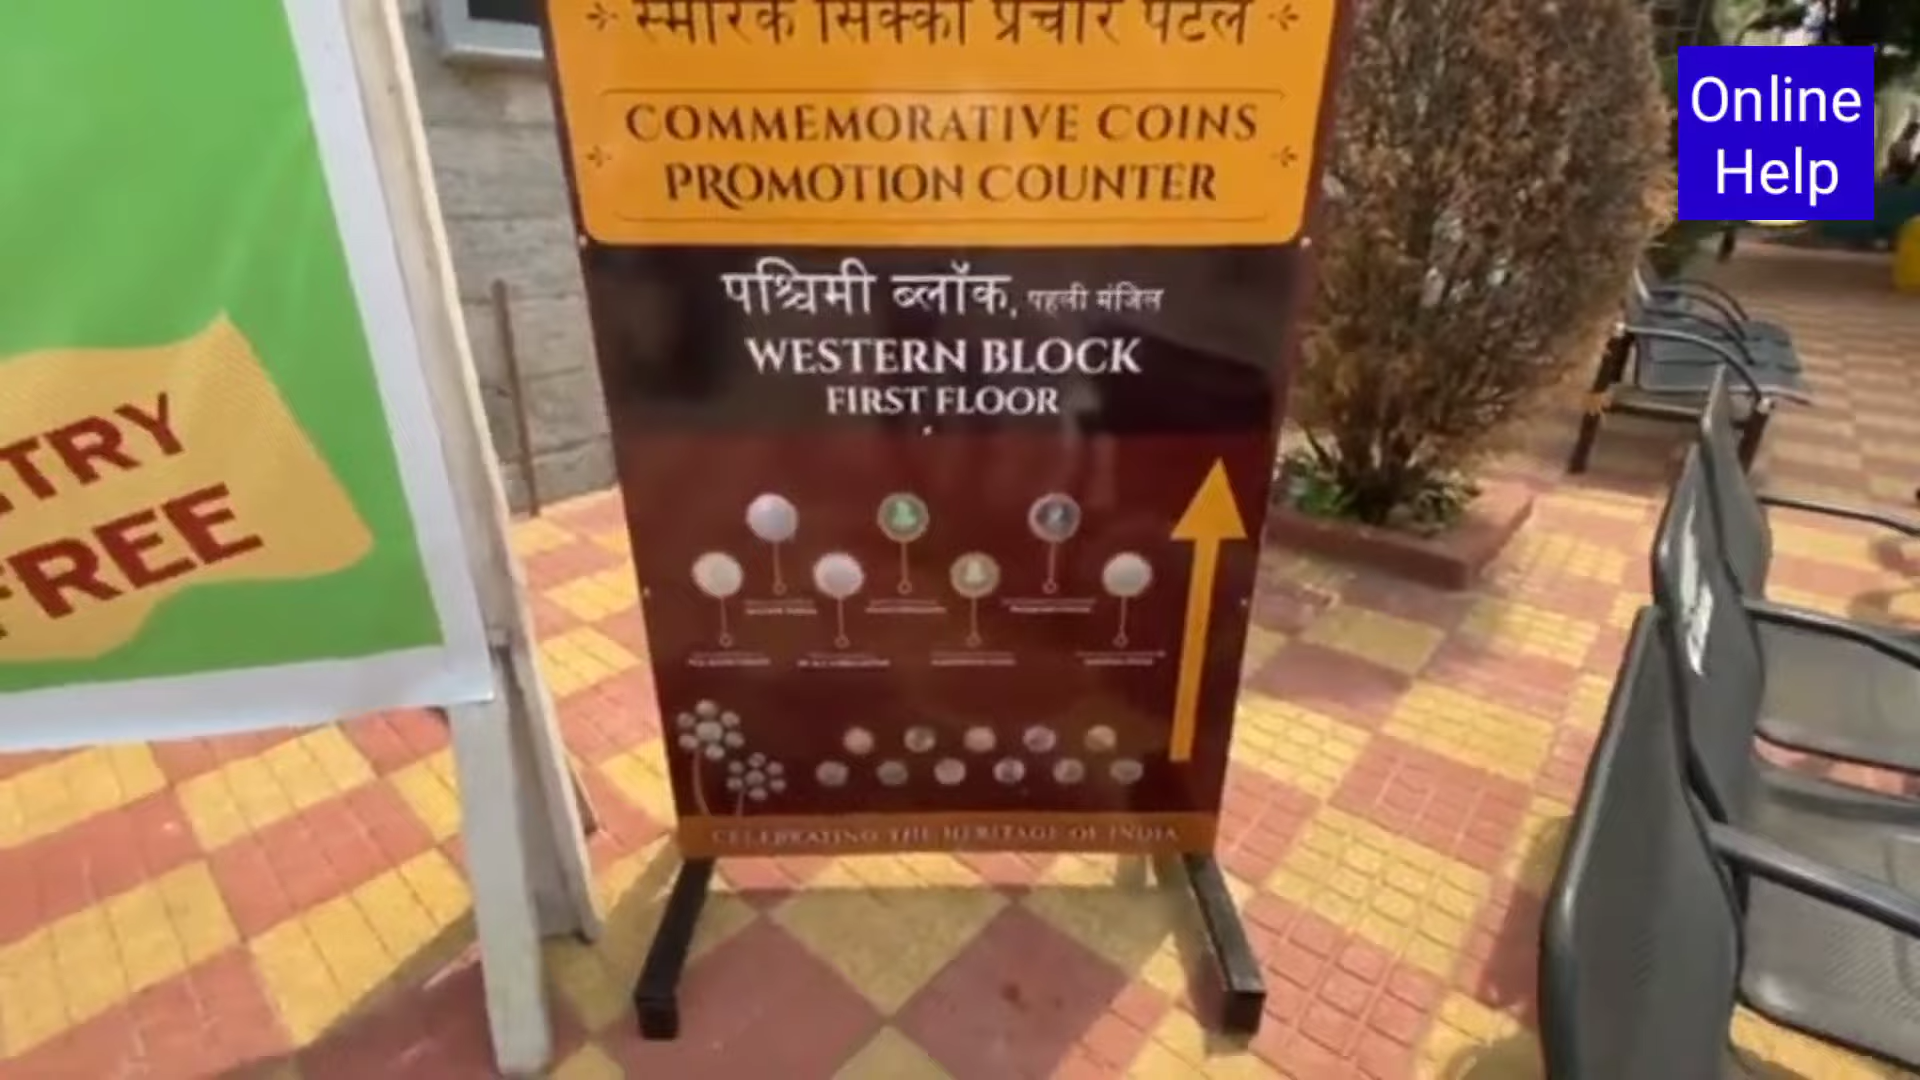 स्मारक सिक्का प्रचार पटल
COMMEMORATIVE COINS
PROMOTION COUNTER
पश्चिमी ब्लॉक, पहली मंजिल
WESTERN BLOCK
FIRST FLOOR
CELEBRATING THE HERITAGE OF INDIA
TRY
FREE
Online
Help